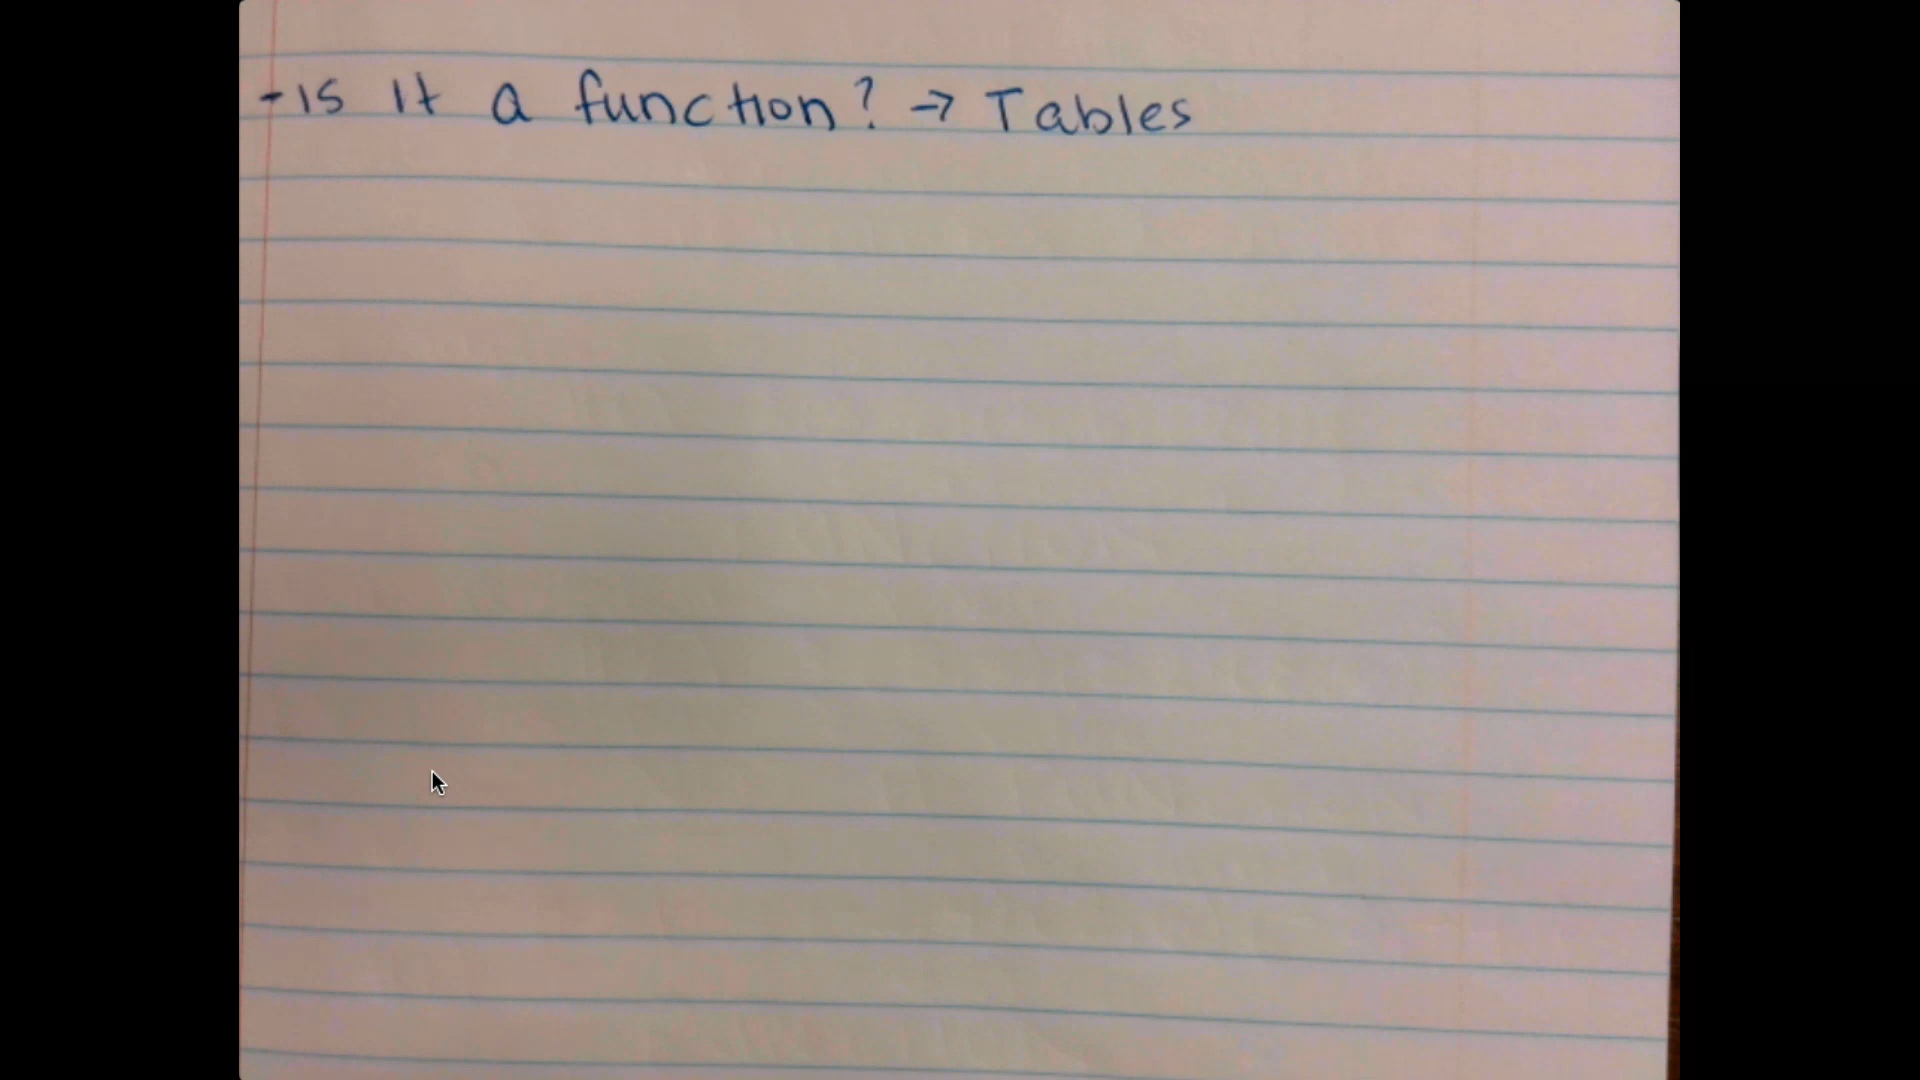 - Is it a function? → Tables